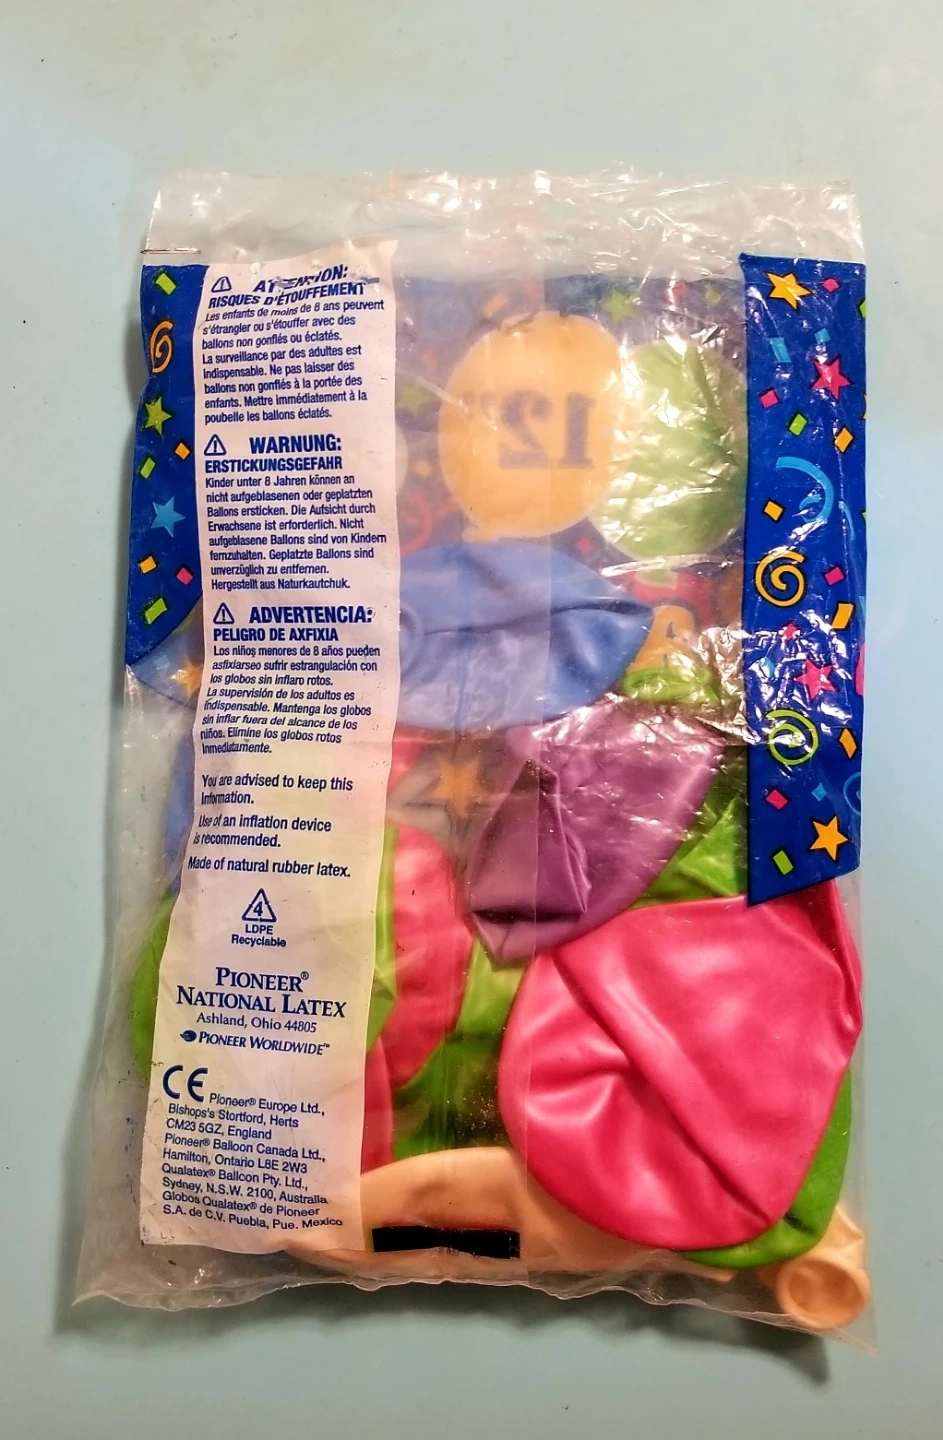 ATTENTION:
RISQUES D'ÉTOUFFEMENT
Les enfants de moins de 8 ans peuvent
s'étrangler ou s'étouffer avec des
ballons non gonflés ou éclatés.
La surveillance par des adultes est
indispensable. Ne pas laisser des
ballons non gonflés à la portée des
enfants. Mettre immédiatement à la
poubelle les ballons éclatés.
WARNUNG:
ERSTICKUNGSGEFAHR
Kinder unter 8 Jahren können an
nicht aufgeblasenen oder geplatzten
Ballons ersticken. Die Aufsicht durch
Erwachsene ist erforderlich. Nicht
aufgeblasene Ballons sind von Kindern
fernzuhalten. Geplatzte Ballons sind
unverzüglich zu entfernen.
Hergestellt aus Naturkautchuk.
ADVERTENCIA:
PELIGRO DE AXFIXIA
Los niños menores de 8 años pueden
asfixiarseo sufrir estrangulación con
los globos sin inflaro rotos.
La supervisión de los adultos es
indispensable. Mantenga los globos
sin inflar fuera del alcance de los
niños. Elimine los globos rotos
inmediatamente.
You are advised to keep this
information.
Use of an inflation device
is recommended.
Made of natural rubber latex.
4
LDPE
Recyclable
PIONEER®
NATIONAL LATEX
Ashland, Ohio 44805
PIONEER WORLDWIDE™
CE Pioneer® Europe Ltd.,
Bishops's Stortford, Herts
CM23 5GZ, England
Pioneer® Balloon Canada Ltd.,
Hamilton, Ontario L8E 2W3
Qualatex® Balloon Pty. Ltd.,
Sydney, N.S.W. 2100, Australia
Globos Qualatex® de Pioneer
S.A. de C.V. Puebla, Pue. Mexico
12"